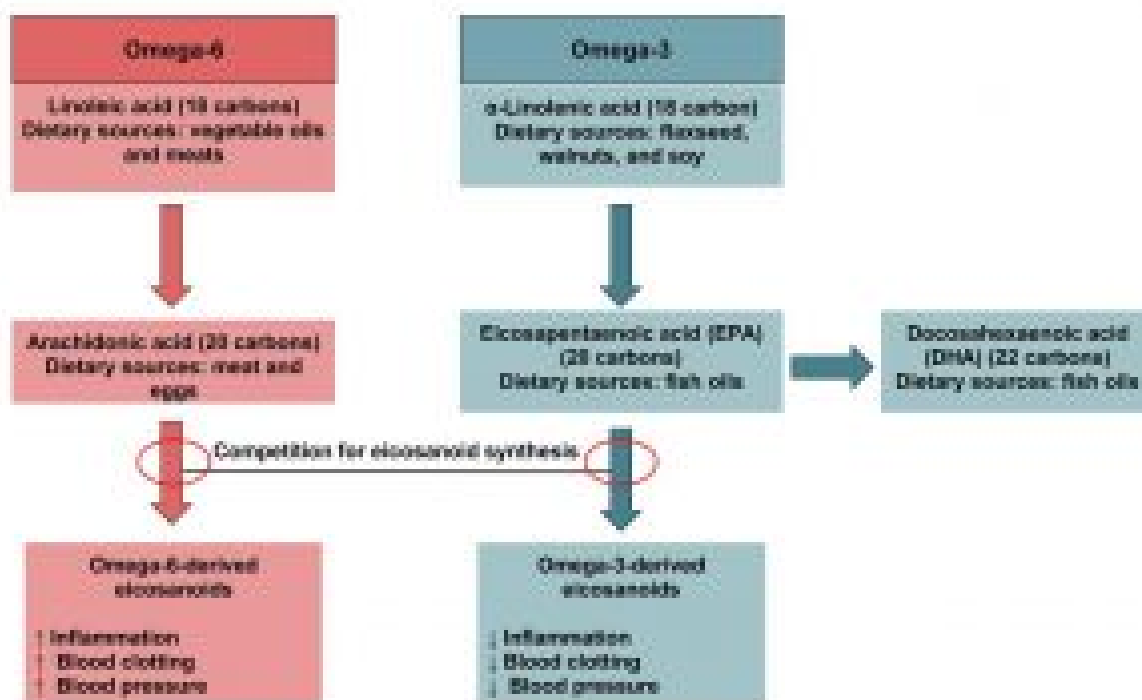 Omega-6
Linoleic acid (18 carbons)
Dietary sources: vegetable oils
and meats
Omega-3
α-Linolenic acid (18 carbon)
Dietary sources: flaxseed,
walnuts, and soy
Arachidonic acid (20 carbons)
Dietary sources: meat and
eggs
Eicosapentaenoic acid (EPA)
(20 carbons)
Dietary sources: fish oils
Docosahexaenoic acid
(DHA) (22 carbons)
Dietary sources: fish oils
Competition for eicosanoid synthesis
Omega-6-derived
eicosanoids
↑ Inflammation
↑ Blood clotting
↑ Blood pressure
Omega-3-derived
eicosanoids
↓ Inflammation
↓ Blood clotting
↓ Blood pressure